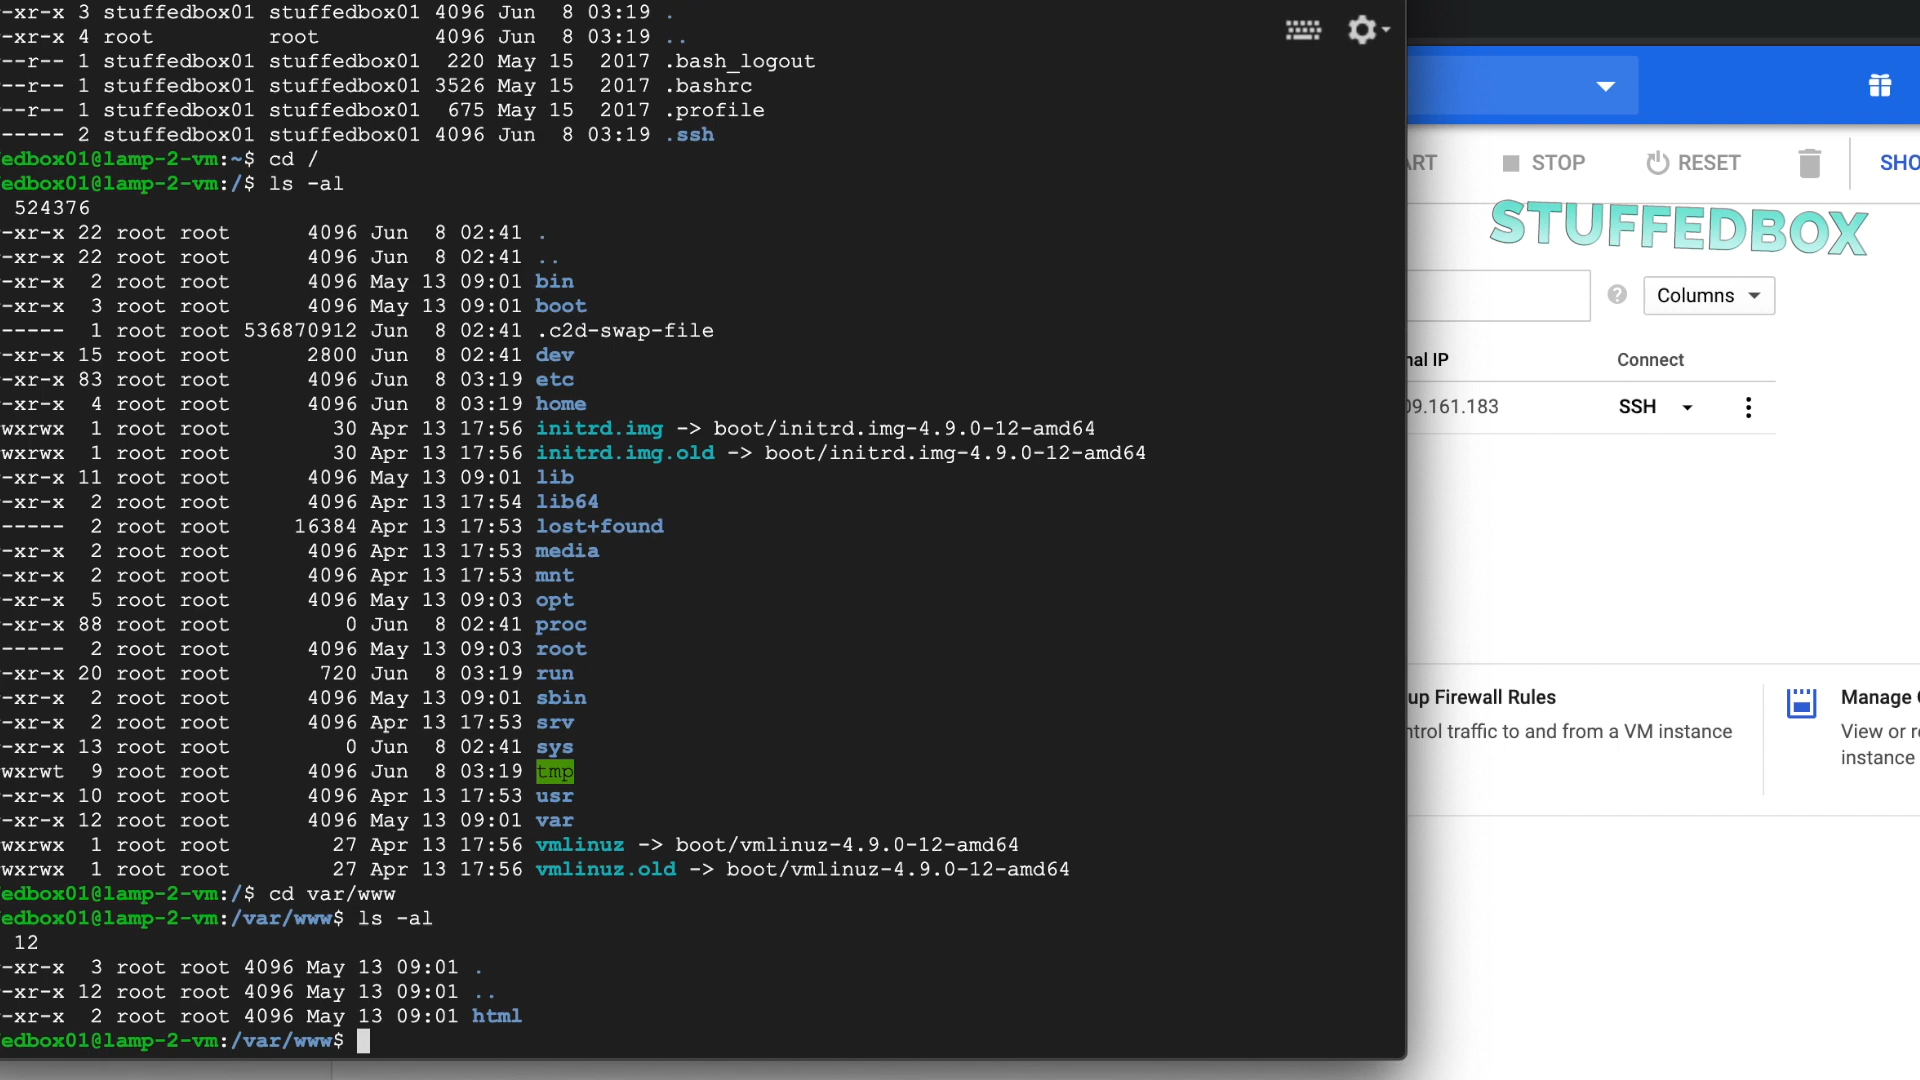 -xr-x 3 stuffedbox01 stuffedbox01 4096 Jun  8 03:19 .
-xr-x 4 root         root         4096 Jun  8 03:19 ..
--r-- 1 stuffedbox01 stuffedbox01  220 May 15  2017 .bash_logout
--r-- 1 stuffedbox01 stuffedbox01 3526 May 15  2017 .bashrc
--r-- 1 stuffedbox01 stuffedbox01  675 May 15  2017 .profile
----- 2 stuffedbox01 stuffedbox01 4096 Jun  8 03:19 .ssh
edbox01@lamp-2-vm:~$ cd /
edbox01@lamp-2-vm:/$ ls -al
524376
-xr-x 22 root root      4096 Jun  8 02:41 .
-xr-x 22 root root      4096 Jun  8 02:41 ..
-xr-x  2 root root      4096 May 13 09:01 bin
-xr-x  3 root root      4096 May 13 09:01 boot
-----  1 root root 536870912 Jun  8 02:41 .c2d-swap-file
-xr-x 15 root root      2800 Jun  8 02:41 dev
-xr-x 83 root root      4096 Jun  8 03:19 etc
-xr-x  4 root root      4096 Jun  8 03:19 home
wxrwx  1 root root        30 Apr 13 17:56 initrd.img -> boot/initrd.img-4.9.0-12-amd64
wxrwx  1 root root        30 Apr 13 17:56 initrd.img.old -> boot/initrd.img-4.9.0-12-amd64
-xr-x 11 root root      4096 May 13 09:01 lib
-xr-x  2 root root      4096 Apr 13 17:54 lib64
-----  2 root root     16384 Apr 13 17:53 lost+found
-xr-x  2 root root      4096 Apr 13 17:53 media
-xr-x  2 root root      4096 Apr 13 17:53 mnt
-xr-x  5 root root      4096 May 13 09:03 opt
-xr-x 88 root root         0 Jun  8 02:41 proc
-----  2 root root      4096 May 13 09:03 root
-xr-x 20 root root       720 Jun  8 03:19 run
-xr-x  2 root root      4096 May 13 09:01 sbin
-xr-x  2 root root      4096 Apr 13 17:53 srv
-xr-x 13 root root         0 Jun  8 02:41 sys
wxrwt  9 root root      4096 Jun  8 03:19 tmp
-xr-x 10 root root      4096 Apr 13 17:53 usr
-xr-x 12 root root      4096 May 13 09:01 var
wxrwx  1 root root        27 Apr 13 17:56 vmlinuz -> boot/vmlinuz-4.9.0-12-amd64
wxrwx  1 root root        27 Apr 13 17:56 vmlinuz.old -> boot/vmlinuz-4.9.0-12-amd64
edbox01@lamp-2-vm:/$ cd var/www
edbox01@lamp-2-vm:/var/www$ ls -al
12
-xr-x  3 root root 4096 May 13 09:01 .
-xr-x 12 root root 4096 May 13 09:01 ..
-xr-x  2 root root 4096 May 13 09:01 html
edbox01@lamp-2-vm:/var/www$
ART STOP RESET SHO
STUFFEDBOX
Columns
nal IP Connect
09.161.183 SSH
up Firewall Rules
ntrol traffic to and from a VM instance
Manage
View or r
instance